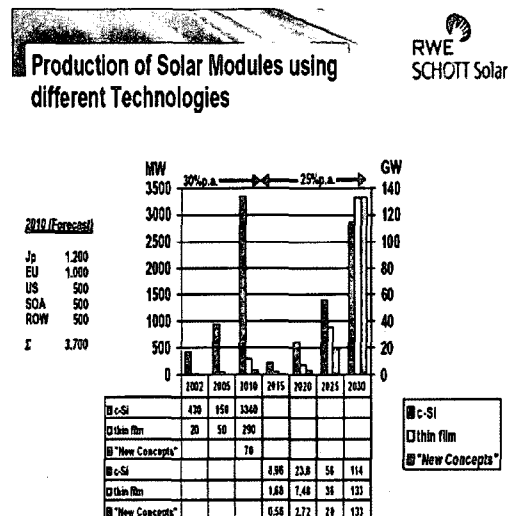 RWE
SCHOTT Solar
Production of Solar Modules using
different Technologies
MW
GW
30%p.a.
25%p.a.
3500
3000
2500
2000
1500
1000
500
0
140
120
100
80
60
40
20
0
2010 (Forecast)
Jp 1.200
EU 1.000
US 500
SOA 500
ROW 500
Σ 3.700
2002 2005 2010 2015 2020 2025 2030
c-Si 430 950 3340
thin film 20 50 290
"New Concepts" 70
c-Si 8,96 23,8 56 114
thin film 1,68 7,48 36 133
"New Concepts" 0,56 2,72 20 133
c-Si
thin film
"New Concepts"